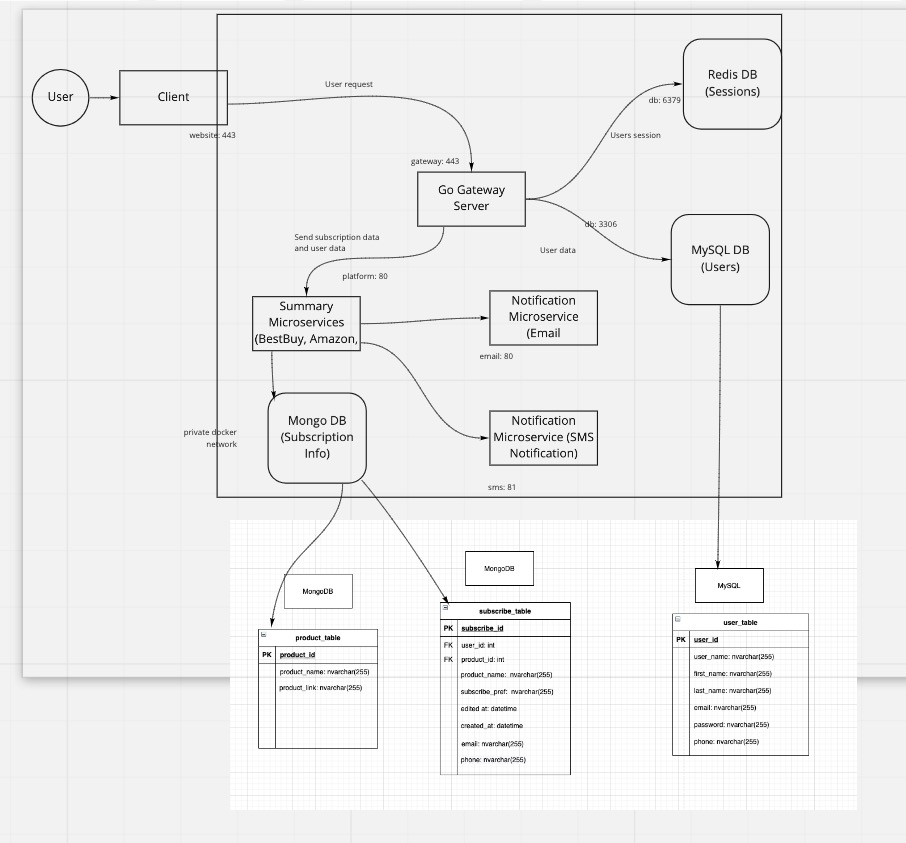 User
Client
website: 443
User request
Redis DB
(Sessions)
db: 6379
Users session
gateway: 443
Go Gateway
Server
db: 3306
User data
MySQL DB
(Users)
Send subscription data
and user data
platform: 80
Summary
Microservices
(BestBuy, Amazon,
Notification
Microservice
(Email
email: 80
Mongo DB
(Subscription
Info)
private docker
network
Notification
Microservice (SMS
Notification)
sms: 81
MongoDB
product_table
PK product_id
product_name: nvarchar(255)
product_link: nvarchar(255)
MongoDB
subscribe_table
PK subscribe_id
FK user_id: int
FK product_id: int
product_name: nvarchar(255)
subscribe_pref: nvarchar(255)
edited at: datetime
created_at: datetime
email: nvarchar(255)
phone: nvarchar(255)
MySQL
user_table
PK user_id
user_name: nvarchar(255)
first_name: nvarchar(255)
last_name: nvarchar(255)
email: nvarchar(255)
password: nvarchar(255)
phone: nvarchar(255)